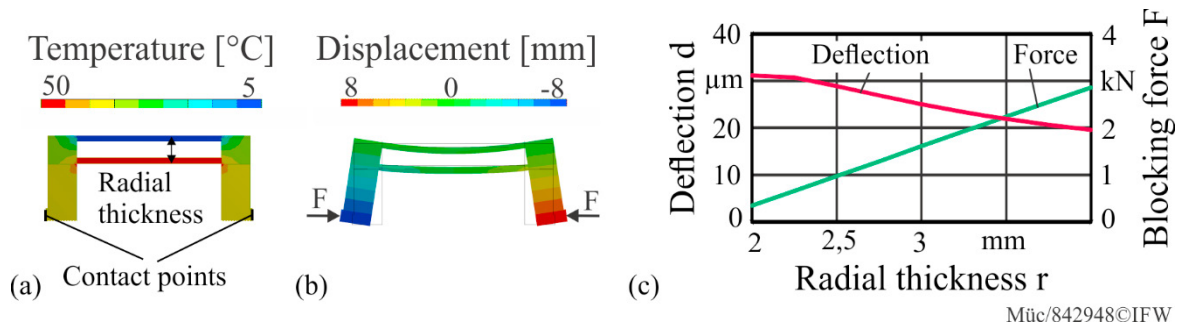 Temperature [°C]
50
5
Radial
thickness
Contact points
(a)
Displacement [mm]
8
0
-8
F
F
(b)
40
µm
20
10
0
Deflection d
Deflection
Force
4
kN
2
1
0
Blocking force F
2
2,5
3
mm
Radial thickness r
(c)
Müc/842948©IFW